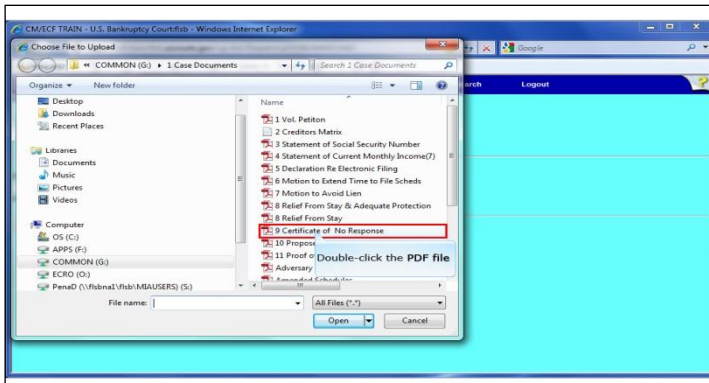 CM/ECF TRAIN - U.S. Bankruptcy Court:flsb - Windows Internet Explorer
Choose File to Upload
Google
« COMMON (G:) ▸ 1 Case Documents
Search 1 Case Documents
Organize ▾ New folder
arch Logout
Desktop
Downloads
Recent Places
Libraries
Documents
Music
Pictures
Videos
Computer
OS (C:)
APPS (F:)
COMMON (G:)
ECRO (O:)
PenaD (\\flsbna1\flsb\MIAUSERS) (S:)
Name
1 Vol. Petiton
2 Creditors Matrix
3 Statement of Social Security Number
4 Statement of Current Monthly Income(7)
5 Declaration Re Electronic Filing
6 Motion to Extend Time to File Scheds
7 Motion to Avoid Lien
8 Relief From Stay & Adequate Protection
8 Relief From Stay
9 Certificate of No Response
10 Propose
11 Proof o
Adversary
Amended Schedules
Double-click the PDF file
File name:
All Files (*.*)
Open Cancel